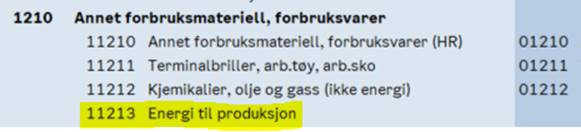 1210 Annet forbruksmateriell, forbruksvarer
11210 Annet forbruksmateriell, forbruksvarer (HR) 01210
11211 Terminalbriller, arb.tøy, arb.sko 01211
11212 Kjemikalier, olje og gass (ikke energi) 01212
11213 Energi til produksjon